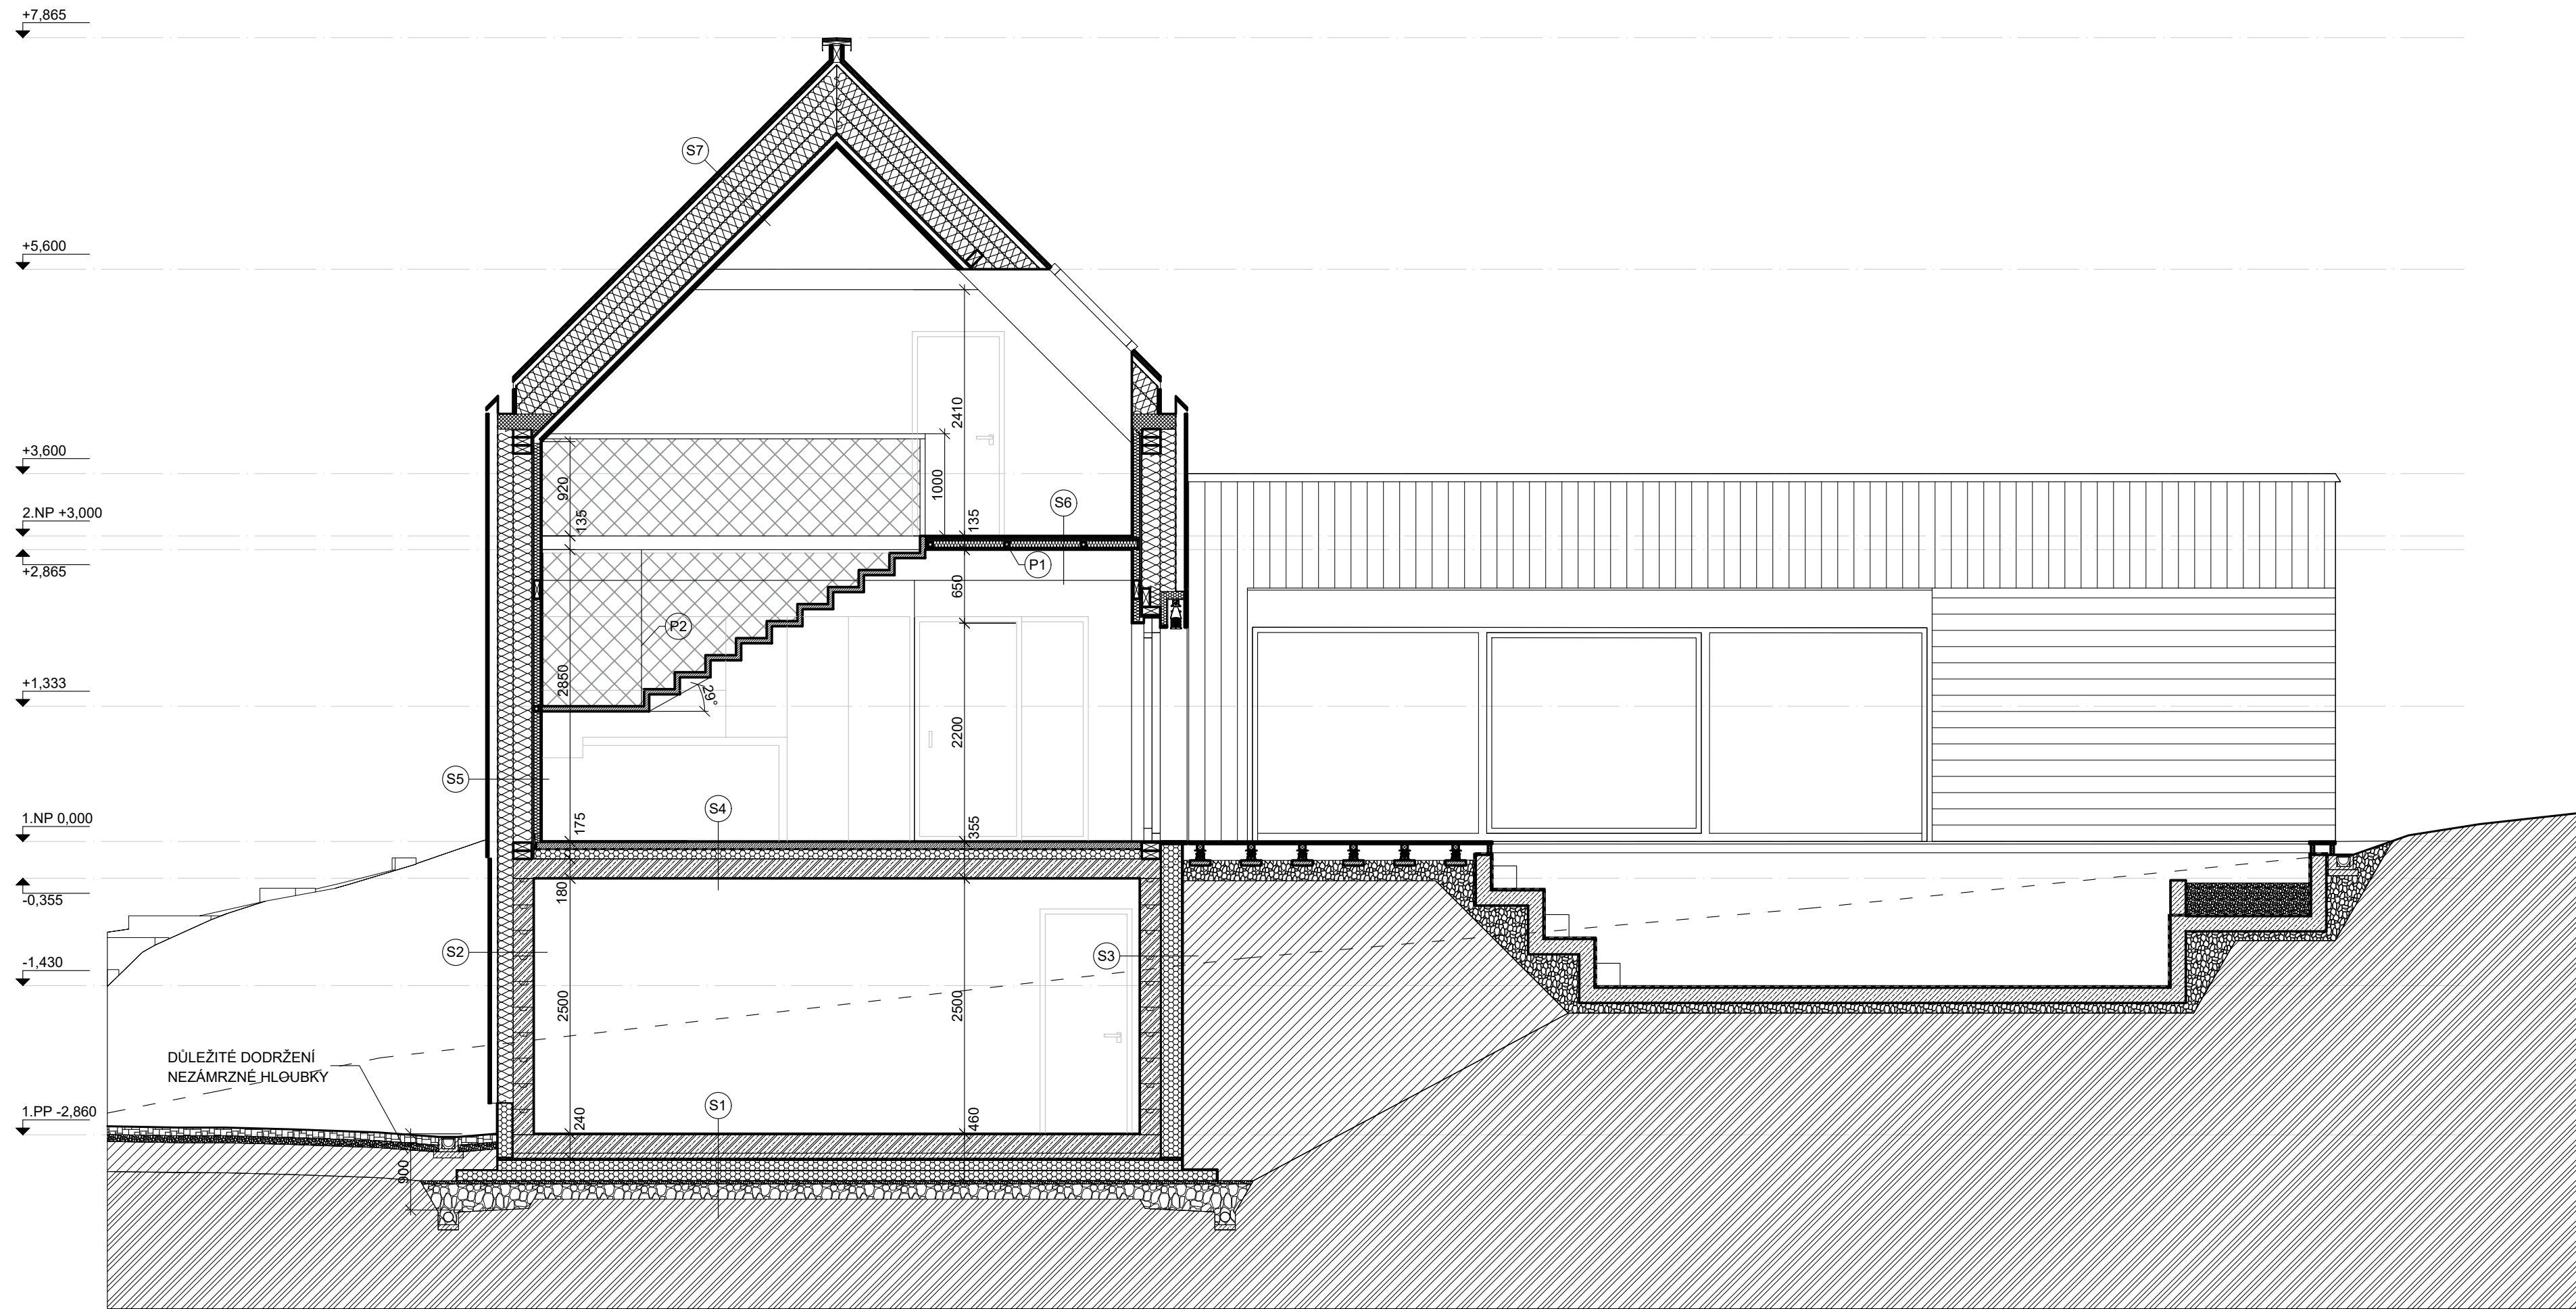 +7,865
S7
+5,600
2410
+3,600
920
1000
S6
2.NP +3,000
135
135
+2,865
P1
650
P2
2850
+1,333
29°
2200
S5
S4
1.NP 0,000
175
355
-0,355
180
S2
S3
-1,430
2500
2500
DŮLEŽITÉ DODRŽENÍ
NEZÁMRZNÉ HLOUBKY
1.PP -2,860
S1
240
460
900